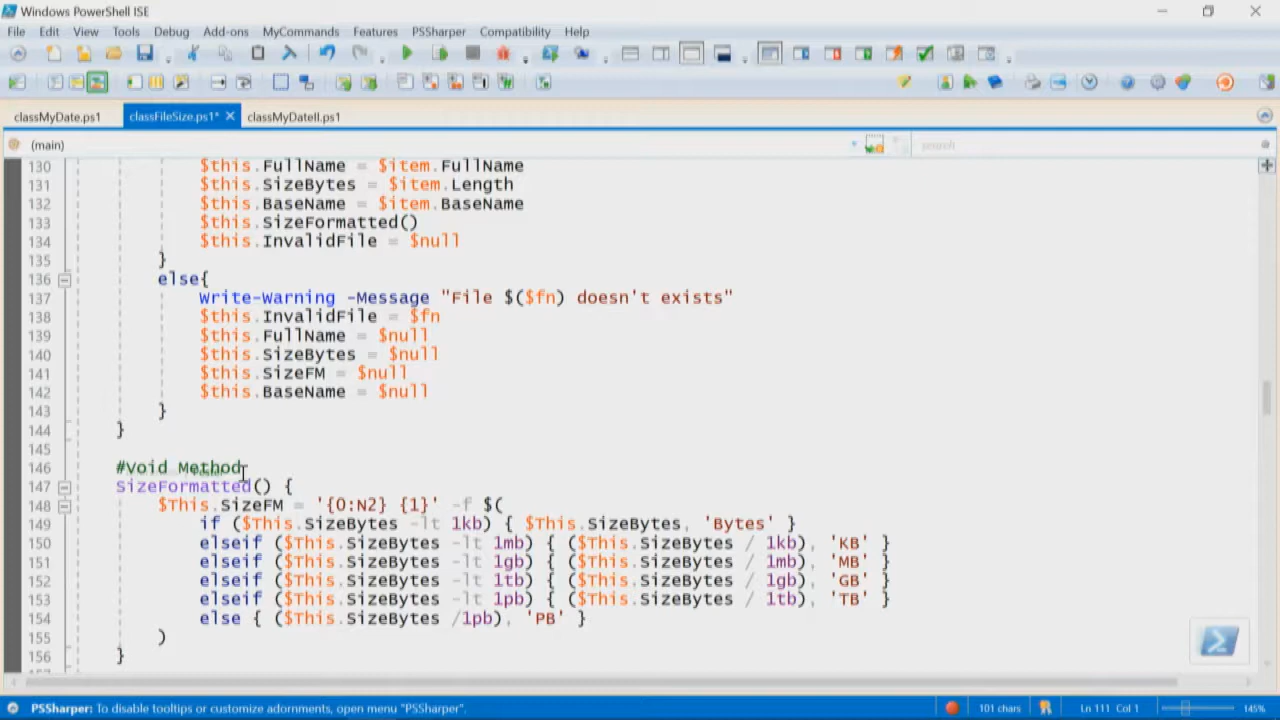 Windows PowerShell ISE
File Edit View Tools Debug Add-ons MyCommands Features PSSharper Compatibility Help
classMyDate.ps1 classFileSize.ps1* classMyDateII.ps1
(main) search
130 $this.FullName = $item.FullName
131 $this.SizeBytes = $item.Length
132 $this.BaseName = $item.BaseName
133 $this.SizeFormatted()
134 $this.InvalidFile = $null
135 }
136 else{
137 Write-Warning -Message "File $($fn) doesn't exists"
138 $this.InvalidFile = $fn
139 $this.FullName = $null
140 $this.SizeBytes = $null
141 $this.SizeFM = $null
142 $this.BaseName = $null
143 }
144 }
145
146 #Void Method
147 SizeFormatted() {
148 $This.SizeFM = '{0:N2} {1}' -f $(
149 if ($This.SizeBytes -lt 1kb) { $This.SizeBytes, 'Bytes' }
150 elseif ($This.SizeBytes -lt 1mb) { ($This.SizeBytes / 1kb), 'KB' }
151 elseif ($This.SizeBytes -lt 1gb) { ($This.SizeBytes / 1mb), 'MB' }
152 elseif ($This.SizeBytes -lt 1tb) { ($This.SizeBytes / 1gb), 'GB' }
153 elseif ($This.SizeBytes -lt 1pb) { ($This.SizeBytes / 1tb), 'TB' }
154 else { ($This.SizeBytes /1pb), 'PB' }
155 )
156 }
PSSharper: To disable tooltips or customize adornments, open menu "PSSharper". 101 chars Ln 111 Col 1 145%